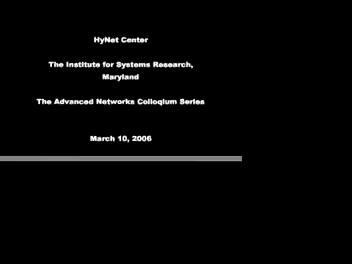 HyNet Center
The Institute for Systems Research,
Maryland
The Advanced Networks Colloqium Series
March 10, 2006